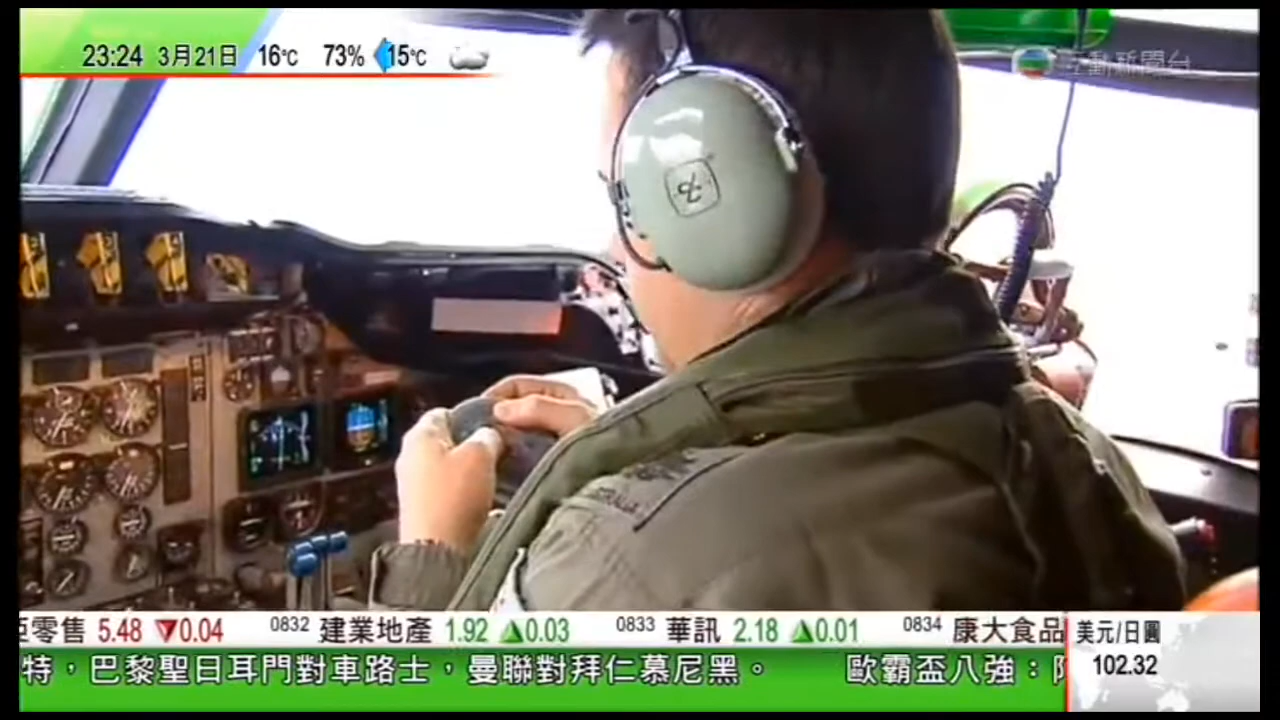 23:24 3月21日 16℃ 73% 15℃
互動新聞台
零售 5.48 ▼0.04 0832 建業地產 1.92 ▲0.03 0833 華訊 2.18 ▲0.01 0834 康大食品
美元/日圓
102.32
特，巴黎聖日耳門對車路士，曼聯對拜仁慕尼黑。 歐霸盃八強：